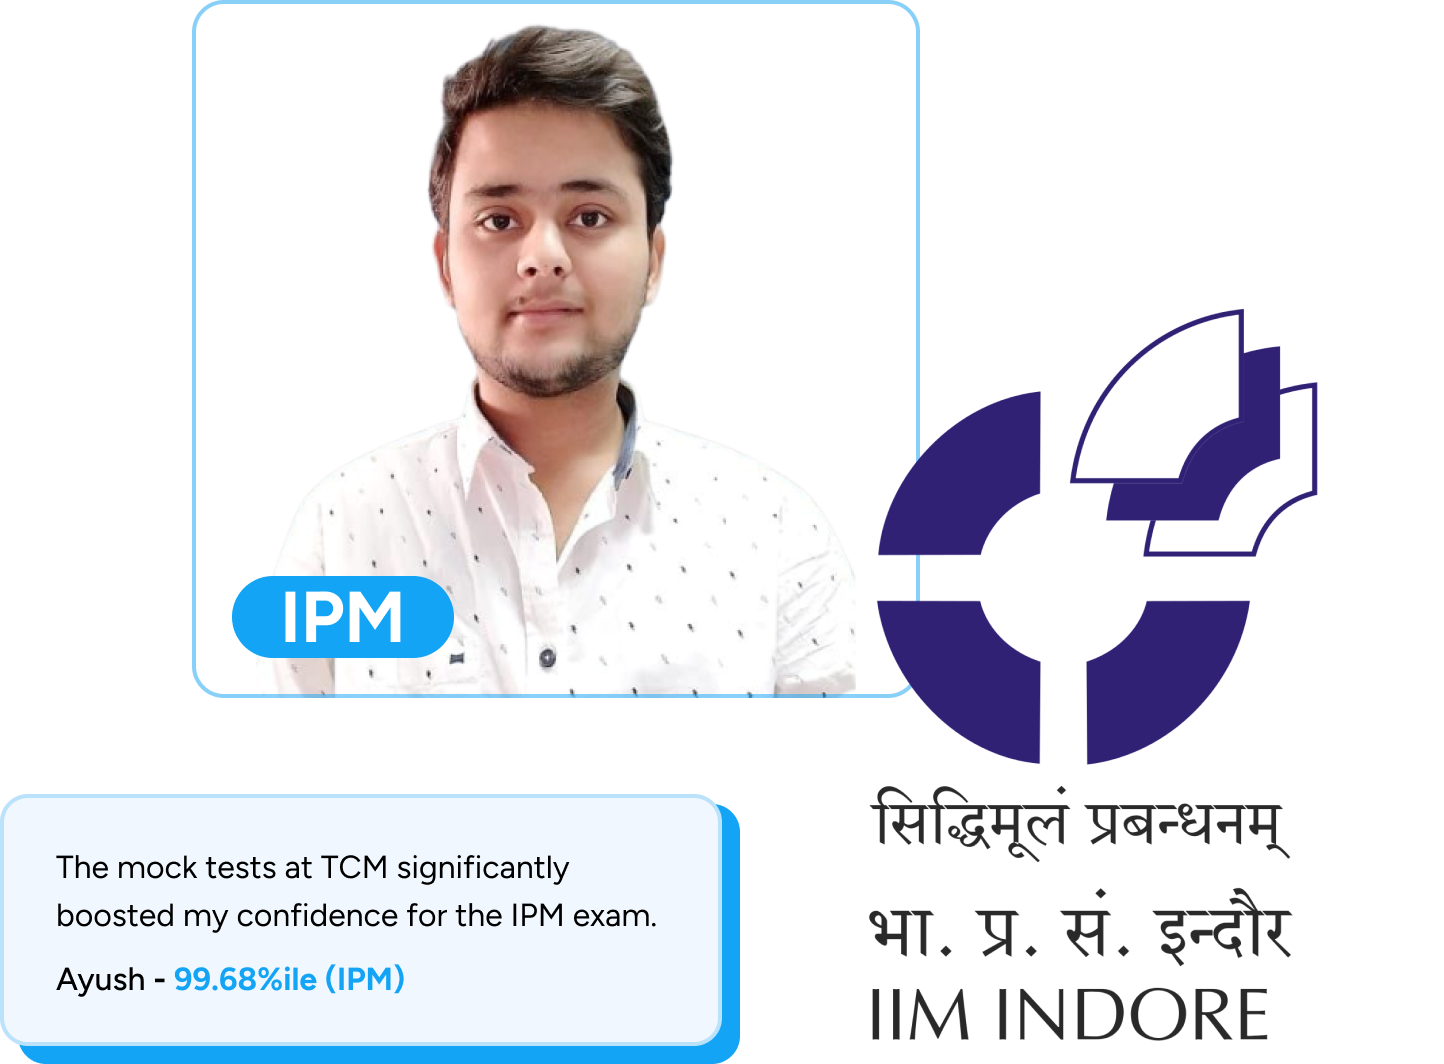 IPM
सिद्धिमूलं प्रबन्धनम्
भा. प्र. सं. इन्दौर
IIM INDORE
The mock tests at TCM significantly
boosted my confidence for the IPM exam.
Ayush - 99.68%ile (IPM)